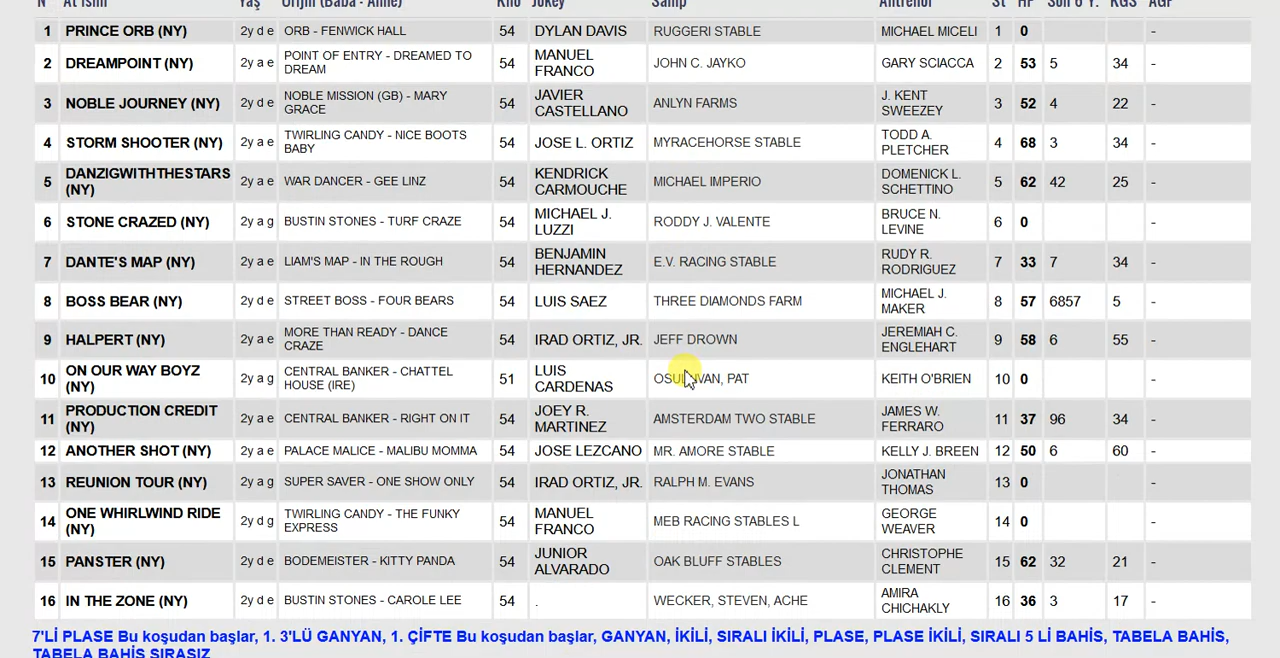 N° At İsmi Yaş Orijin (Baba - Anne) Kilo Jokey Sahip Antrenör St HP Son 6 Y. KGS AGF
1 PRINCE ORB (NY) 2y d e ORB - FENWICK HALL 54 DYLAN DAVIS RUGGERI STABLE MICHAEL MICELI 1 0 -
2 DREAMPOINT (NY) 2y a e POINT OF ENTRY - DREAMED TO DREAM 54 MANUEL FRANCO JOHN C. JAYKO GARY SCIACCA 2 53 5 34 -
3 NOBLE JOURNEY (NY) 2y d e NOBLE MISSION (GB) - MARY GRACE 54 JAVIER CASTELLANO ANLYN FARMS J. KENT SWEEZEY 3 52 4 22 -
4 STORM SHOOTER (NY) 2y a e TWIRLING CANDY - NICE BOOTS BABY 54 JOSE L. ORTIZ MYRACEHORSE STABLE TODD A. PLETCHER 4 68 3 34 -
5 DANZIGWITHTHESTARS (NY) 2y a e WAR DANCER - GEE LINZ 54 KENDRICK CARMOUCHE MICHAEL IMPERIO DOMENICK L. SCHETTINO 5 62 42 25 -
6 STONE CRAZED (NY) 2y a g BUSTIN STONES - TURF CRAZE 54 MICHAEL J. LUZZI RODDY J. VALENTE BRUCE N. LEVINE 6 0 -
7 DANTE'S MAP (NY) 2y a e LIAM'S MAP - IN THE ROUGH 54 BENJAMIN HERNANDEZ E.V. RACING STABLE RUDY R. RODRIGUEZ 7 33 7 34 -
8 BOSS BEAR (NY) 2y d e STREET BOSS - FOUR BEARS 54 LUIS SAEZ THREE DIAMONDS FARM MICHAEL J. MAKER 8 57 6857 5 -
9 HALPERT (NY) 2y a e MORE THAN READY - DANCE CRAZE 54 IRAD ORTIZ, JR. JEFF DROWN JEREMIAH C. ENGLEHART 9 58 6 55 -
10 ON OUR WAY BOYZ (NY) 2y a g CENTRAL BANKER - CHATTEL HOUSE (IRE) 51 LUIS CARDENAS OSULLIVAN, PAT KEITH O'BRIEN 10 0 -
11 PRODUCTION CREDIT (NY) 2y a e CENTRAL BANKER - RIGHT ON IT 54 JOEY R. MARTINEZ AMSTERDAM TWO STABLE JAMES W. FERRARO 11 37 96 34 -
12 ANOTHER SHOT (NY) 2y a e PALACE MALICE - MALIBU MOMMA 54 JOSE LEZCANO MR. AMORE STABLE KELLY J. BREEN 12 50 6 60 -
13 REUNION TOUR (NY) 2y a g SUPER SAVER - ONE SHOW ONLY 54 IRAD ORTIZ, JR. RALPH M. EVANS JONATHAN THOMAS 13 0 -
14 ONE WHIRLWIND RIDE (NY) 2y d g TWIRLING CANDY - THE FUNKY EXPRESS 54 MANUEL FRANCO MEB RACING STABLES L GEORGE WEAVER 14 0 -
15 PANSTER (NY) 2y d e BODEMEISTER - KITTY PANDA 54 JUNIOR ALVARADO OAK BLUFF STABLES CHRISTOPHE CLEMENT 15 62 32 21 -
16 IN THE ZONE (NY) 2y d e BUSTIN STONES - CAROLE LEE 54 . WECKER, STEVEN, ACHE AMIRA CHICHAKLY 16 36 3 17 -
7'Lİ PLASE Bu koşudan başlar, 1. 3'LÜ GANYAN, 1. ÇİFTE Bu koşudan başlar, GANYAN, İKİLİ, SIRALI İKİLİ, PLASE, PLASE İKİLİ, SIRALI 5 Lİ BAHİS, TABELA BAHİS,
TABELA BAHİS SIRASIZ